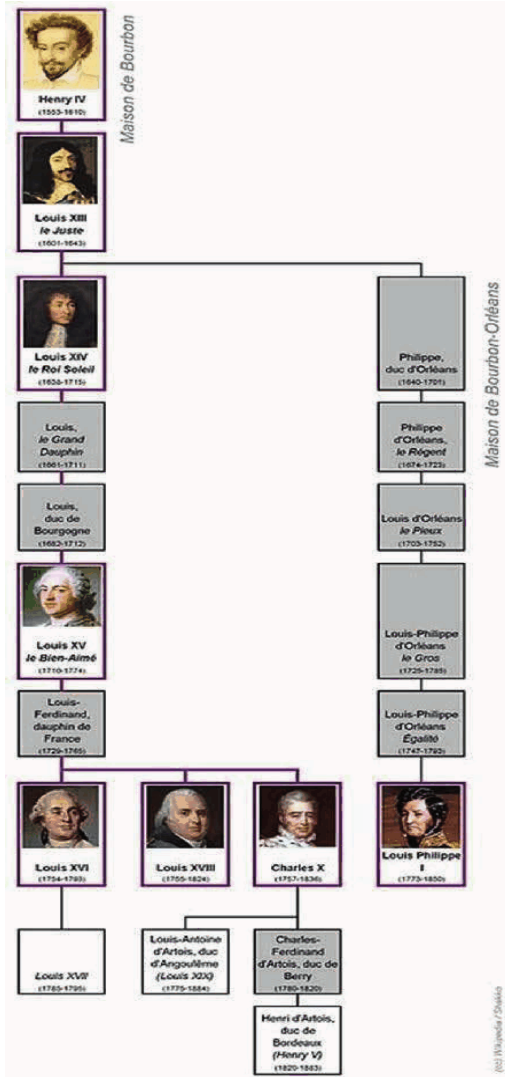 Maison de Bourbon
Henry IV
(1553-1610)
Louis XIII
le Juste
(1601-1643)
Louis XIV
le Roi Soleil
(1638-1715)
Philippe,
duc d'Orléans
(1640-1701)
Maison de Bourbon-Orléans
Louis,
le Grand
Dauphin
(1661-1711)
Philippe
d'Orléans,
le Régent
(1674-1723)
Louis,
duc de
Bourgogne
(1682-1712)
Louis d'Orléans
le Pieux
(1703-1752)
Louis XV
le Bien-Aimé
(1710-1774)
Louis-Philippe
d'Orléans
le Gros
(1725-1785)
Louis-
Ferdinand,
dauphin de
France
(1729-1765)
Louis-Philippe
d'Orléans
Égalité
(1747-1793)
Louis XVI
(1754-1793)
Louis XVIII
(1755-1824)
Charles X
(1757-1836)
Louis Philippe
I
(1773-1850)
Louis XVII
(1785-1795)
Louis-Antoine
d'Artois, duc
d'Angoulême
(Louis XIX)
(1775-1884)
Charles-
Ferdinand
d'Artois, duc de
Berry
(1780-1820)
Henri d'Artois,
duc de
Bordeaux
(Henry V)
(1820-1883)
(cc) Wikipedia / Shakko